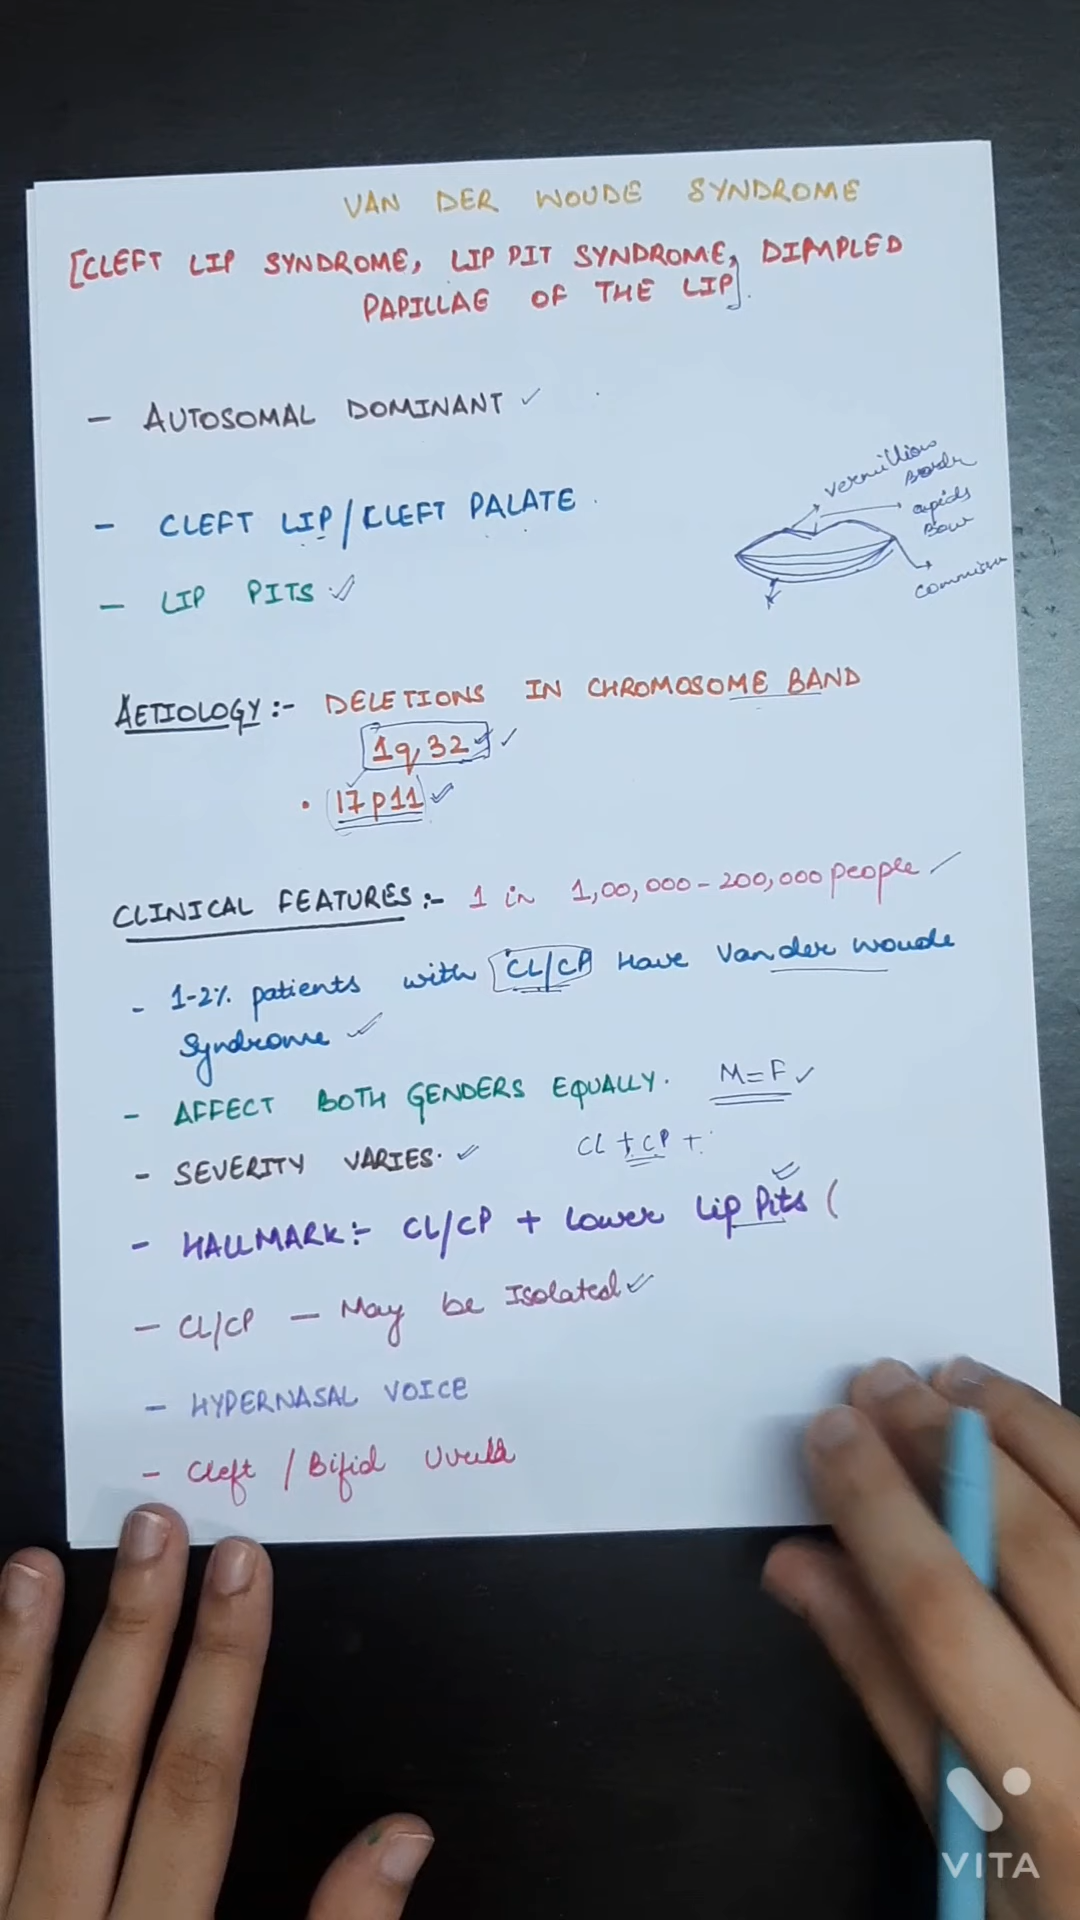 VAN DER WOUDE SYNDROME
[CLEFT LIP SYNDROME, LIP PIT SYNDROME, DIMPLED
PAPILLAE OF THE LIP].
- AUTOSOMAL DOMINANT ✓
- CLEFT LIP/CLEFT PALATE
- LIP PITS ✓
vermillion
Border
cupids
Bow
commissu
AETIOLOGY:- DELETIONS IN CHROMOSOME BAND
1q,32 ✓ ✓
• 17p11 ✓
CLINICAL FEATURES:- 1 in 1,00,000-200,000 people ✓
- 1-2% patients with CL/CP Have Van der woude
Syndrome ✓
- AFFECT BOTH GENDERS EQUALLY. M=F ✓
- SEVERITY VARIES. ✓ CL + CP +
- HALLMARK:- CL/CP + Lower Lip Pits ✓ (
- CL/CP - May be Isolated ✓
- HYPERNASAL VOICE
- Cleft / Bifid Uvula
VITA